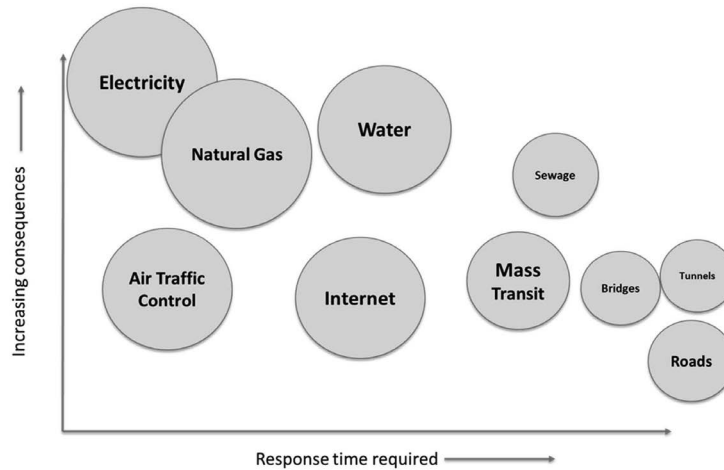 Electricity
Natural Gas
Water
Sewage
Air Traffic
Control
Internet
Mass
Transit
Bridges
Tunnels
Roads
Increasing consequences
Response time required